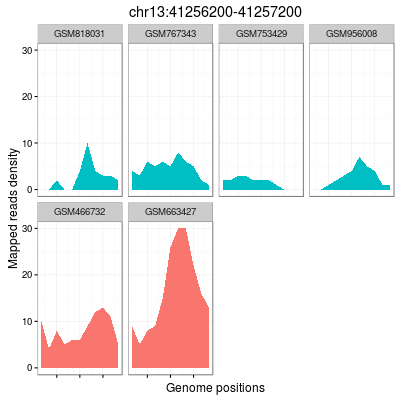 chr13:41256200-41257200
GSM818031 GSM767343 GSM753429 GSM956008
30
20
10
0
GSM466732 GSM663427
30
20
10
0
Mapped reads density
Genome positions